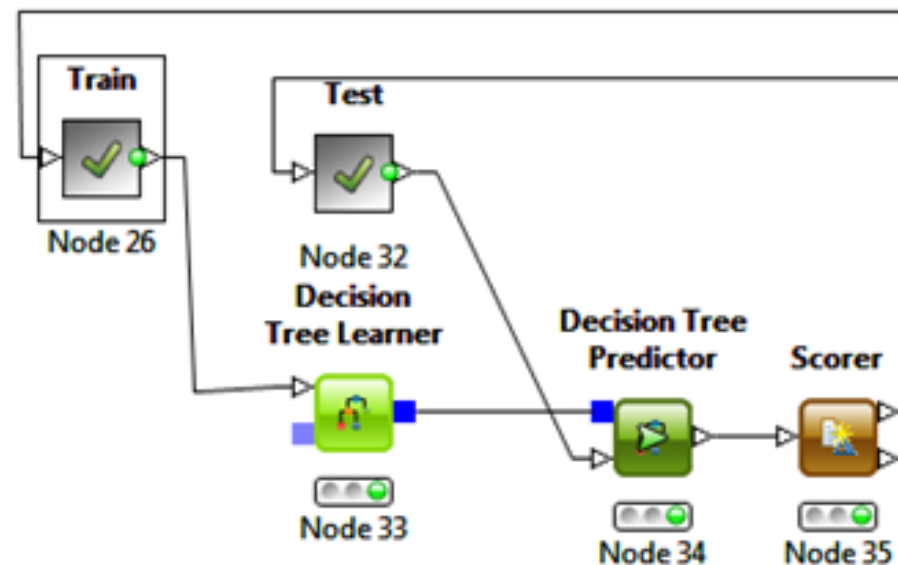 Train
Node 26
Test
Node 32
Decision
Tree Learner
Node 33
Decision Tree
Predictor
Node 34
Scorer
Node 35